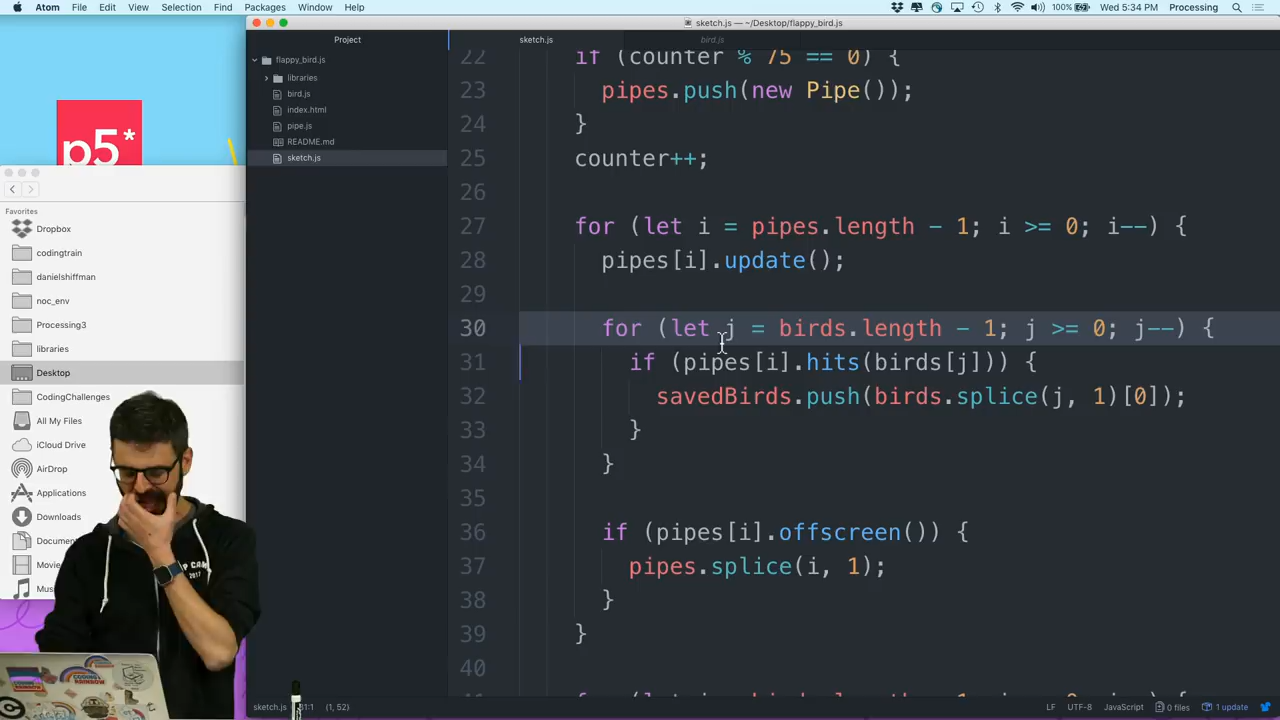 Atom File Edit View Selection Find Packages Window Help
100% Wed 5:34 PM Processing
sketch.js — ~/Desktop/flappy_bird.js
Project
sketch.js
bird.js
flappy_bird.js
libraries
bird.js
index.html
pipe.js
README.md
sketch.js
p5*
Favorites
Dropbox
codingtrain
danielshiffman
noc_env
Processing3
libraries
Desktop
CodingChallenges
All My Files
iCloud Drive
AirDrop
Applications
Downloads
22 if (counter % 75 == 0) {
23 pipes.push(new Pipe());
24 }
25 counter++;
26
27 for (let i = pipes.length - 1; i >= 0; i--) {
28 pipes[i].update();
29
30 for (let j = birds.length - 1; j >= 0; j--) {
31 if (pipes[i].hits(birds[j])) {
32 savedBirds.push(birds.splice(j, 1)[0]);
33 }
34 }
35
36 if (pipes[i].offscreen()) {
37 pipes.splice(i, 1);
38 }
39 }
40
sketch.js (1, 52)
LF UTF-8 JavaScript 0 files 1 update